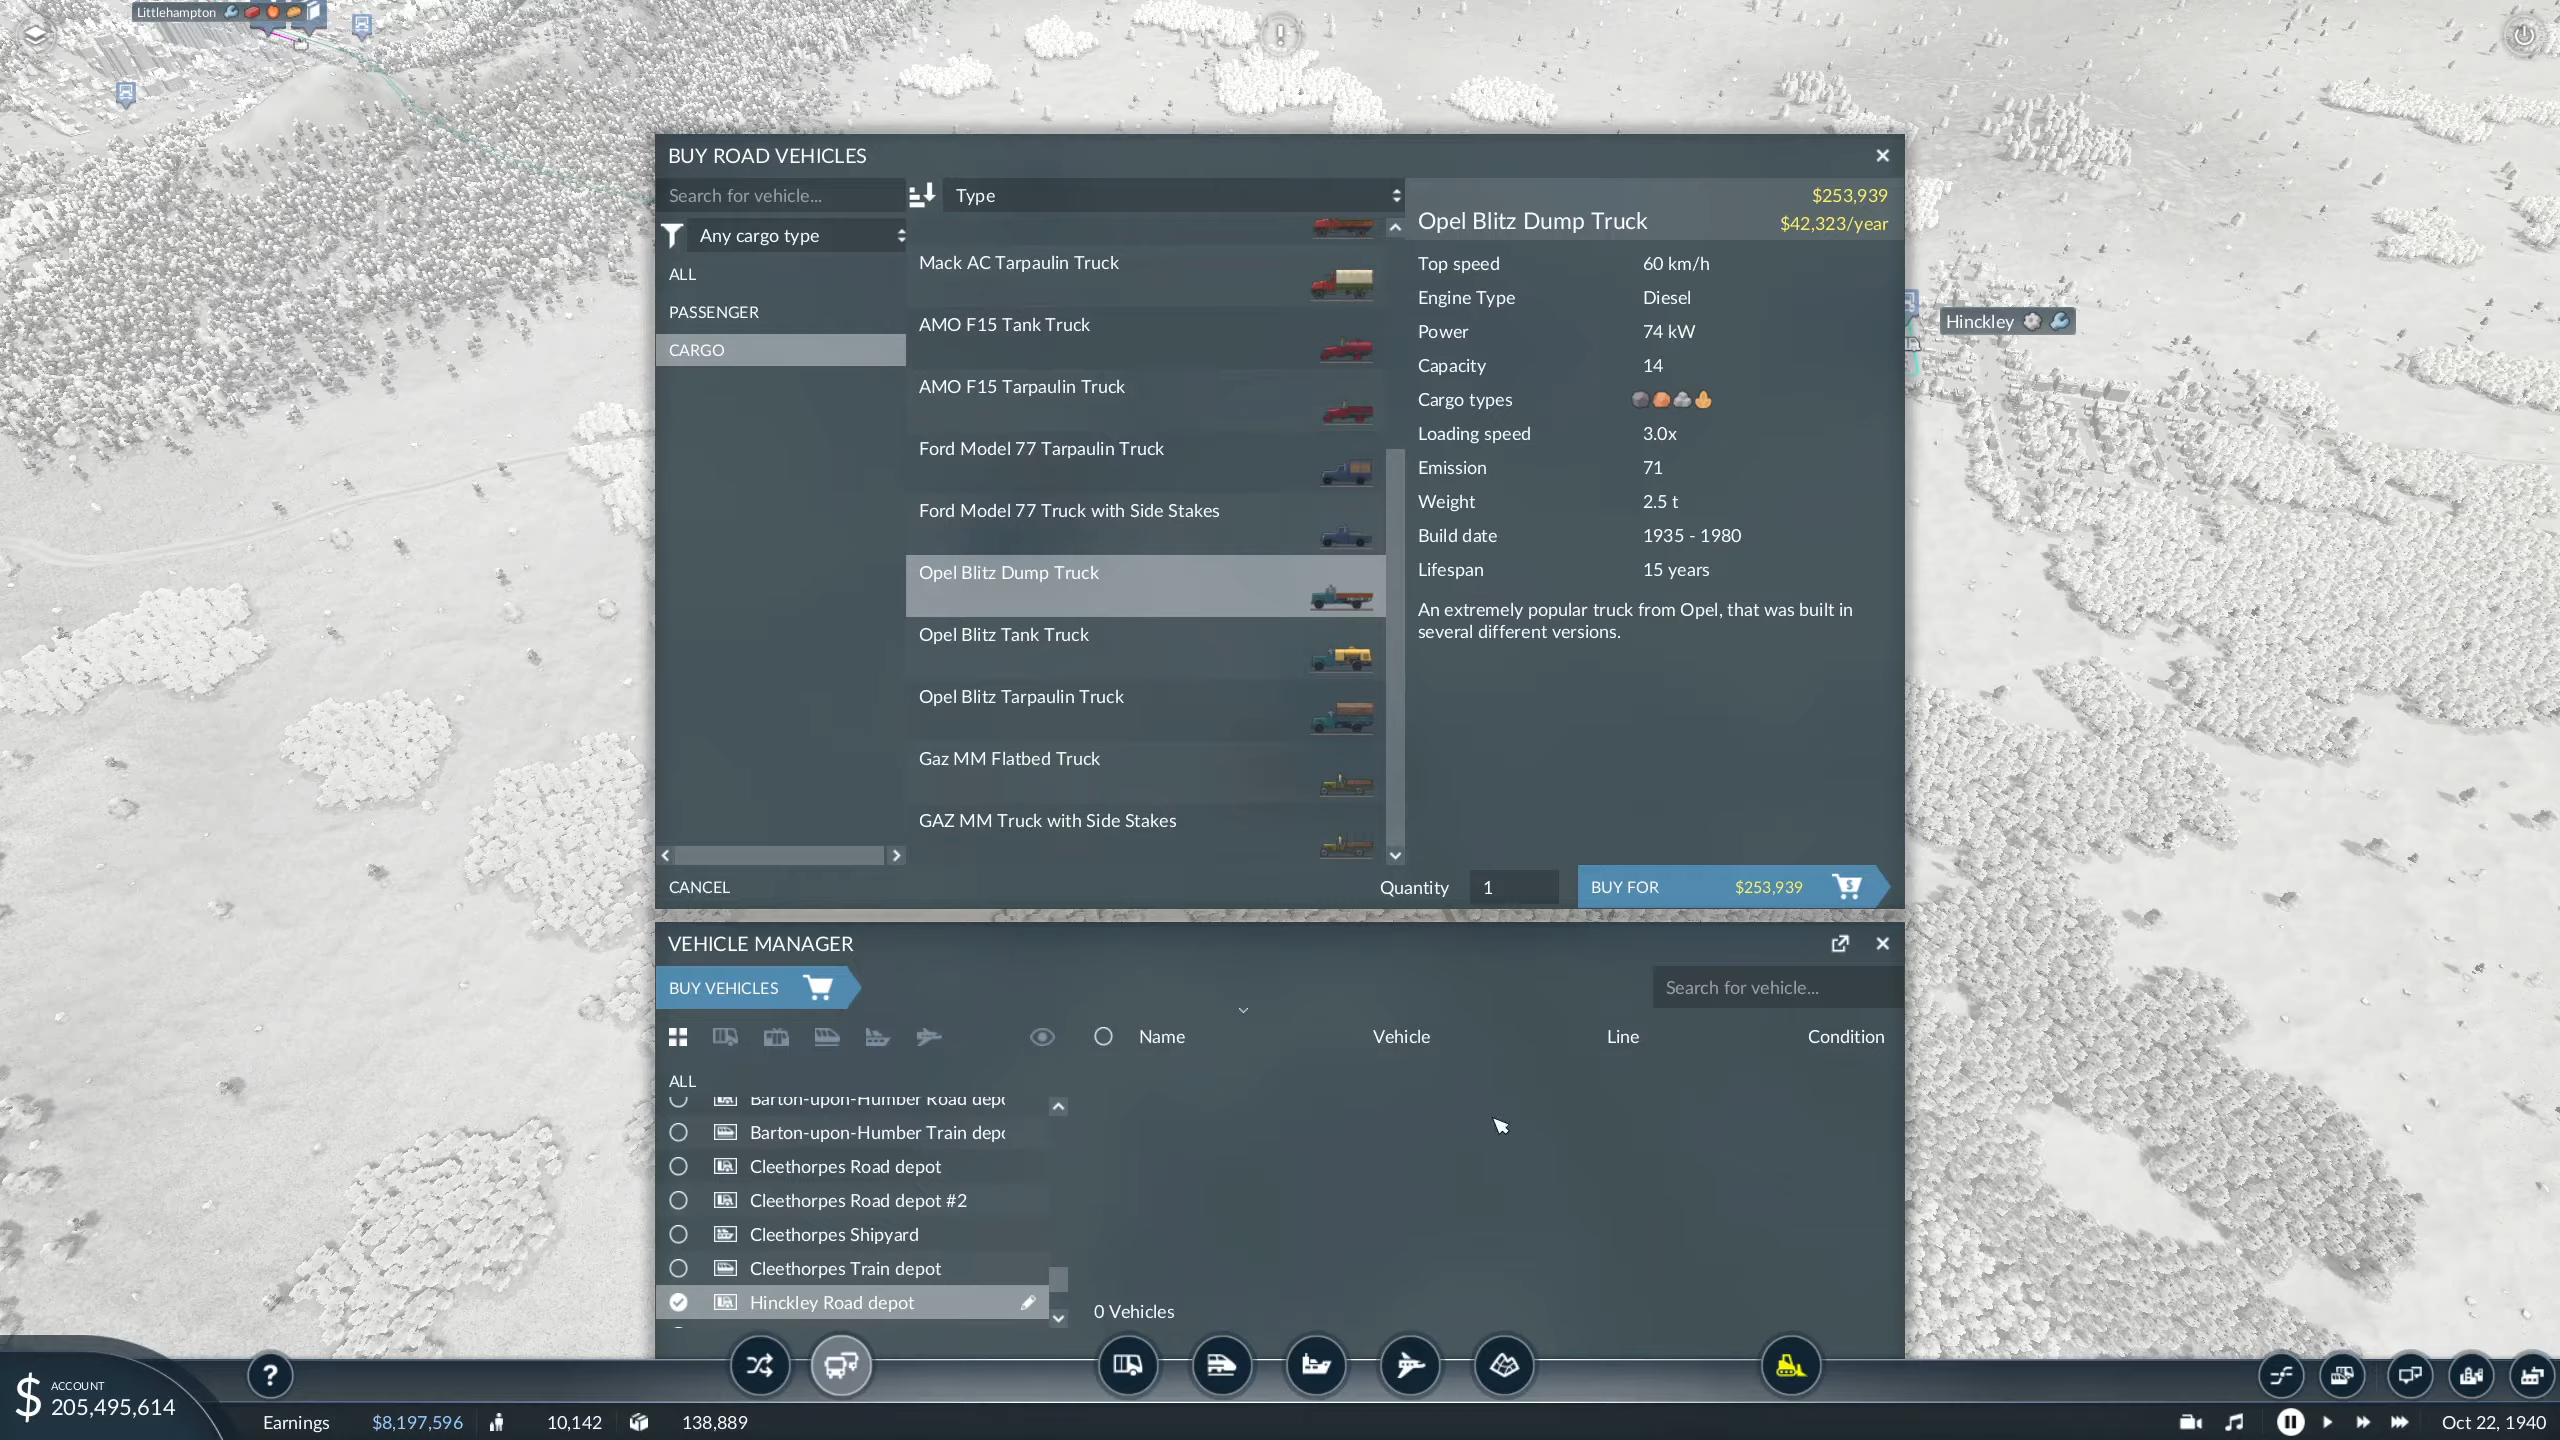 Littlehampton
BUY ROAD VEHICLES
Search for vehicle...
Type
Any cargo type
ALL
PASSENGER
CARGO
Mack AC Tarpaulin Truck
AMO F15 Tank Truck
AMO F15 Tarpaulin Truck
Ford Model 77 Tarpaulin Truck
Ford Model 77 Truck with Side Stakes
Opel Blitz Dump Truck
Opel Blitz Tank Truck
Opel Blitz Tarpaulin Truck
Gaz MM Flatbed Truck
GAZ MM Truck with Side Stakes
$253,939
Opel Blitz Dump Truck
$42,323/year
Top speed 60 km/h
Engine Type Diesel
Power 74 kW
Capacity 14
Cargo types
Loading speed 3.0x
Emission 71
Weight 2.5 t
Build date 1935 - 1980
Lifespan 15 years
An extremely popular truck from Opel, that was built in
several different versions.
Hinckley
CANCEL
Quantity 1
BUY FOR $253,939
VEHICLE MANAGER
BUY VEHICLES
Search for vehicle...
Name Vehicle Line Condition
ALL
Barton-upon-Humber Road depo
Barton-upon-Humber Train depo
Cleethorpes Road depot
Cleethorpes Road depot #2
Cleethorpes Shipyard
Cleethorpes Train depot
Hinckley Road depot
0 Vehicles
?
$ ACCOUNT
205,495,614
Earnings $8,197,596 10,142 138,889
Oct 22, 1940